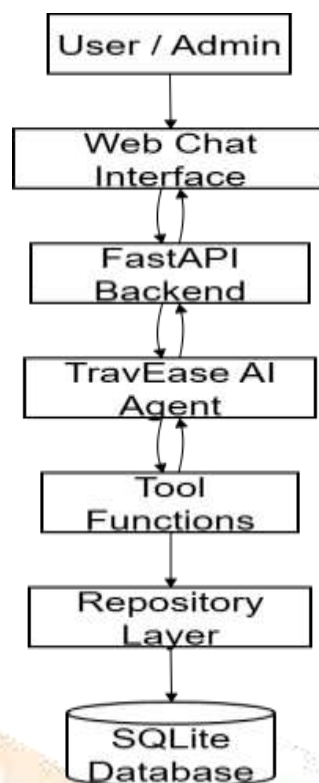 User / Admin
Web Chat
Interface
FastAPI
Backend
TravEase AI
Agent
Tool
Functions
Repository
Layer
SQLite
Database